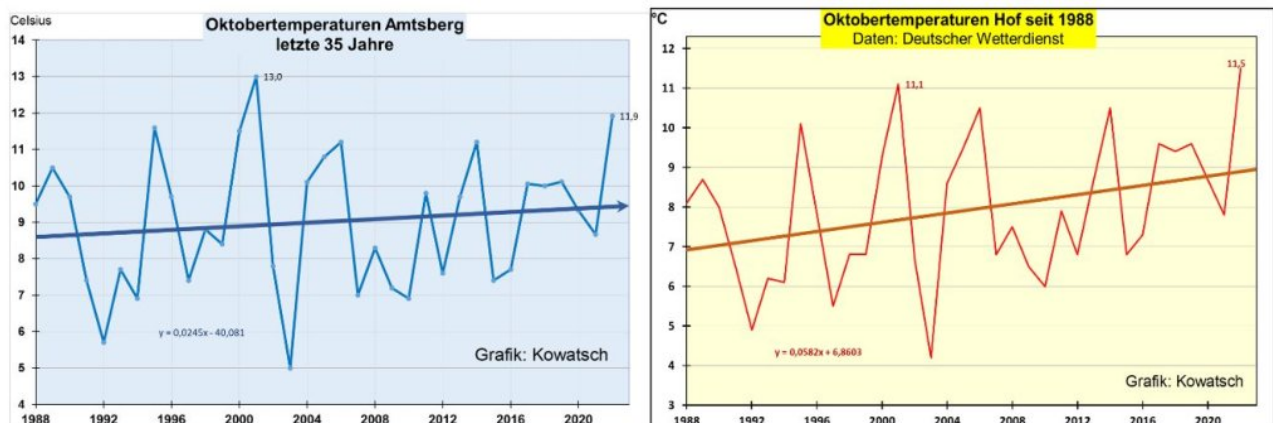 Celsius
Oktobertemperaturen Amtsberg
letzte 35 Jahre
14
13
12
11
10
9
8
7
6
5
4
13,0
11,9
y = 0,0245x - 40,081
Grafik: Kowatsch
1988 1992 1996 2000 2004 2008 2012 2016 2020
°C
Oktobertemperaturen Hof seit 1988
Daten: Deutscher Wetterdienst
12
11
10
9
8
7
6
5
4
3
11,1
11,5
y = 0,0582x + 6,8603
Grafik: Kowatsch
1988 1992 1996 2000 2004 2008 2012 2016 2020